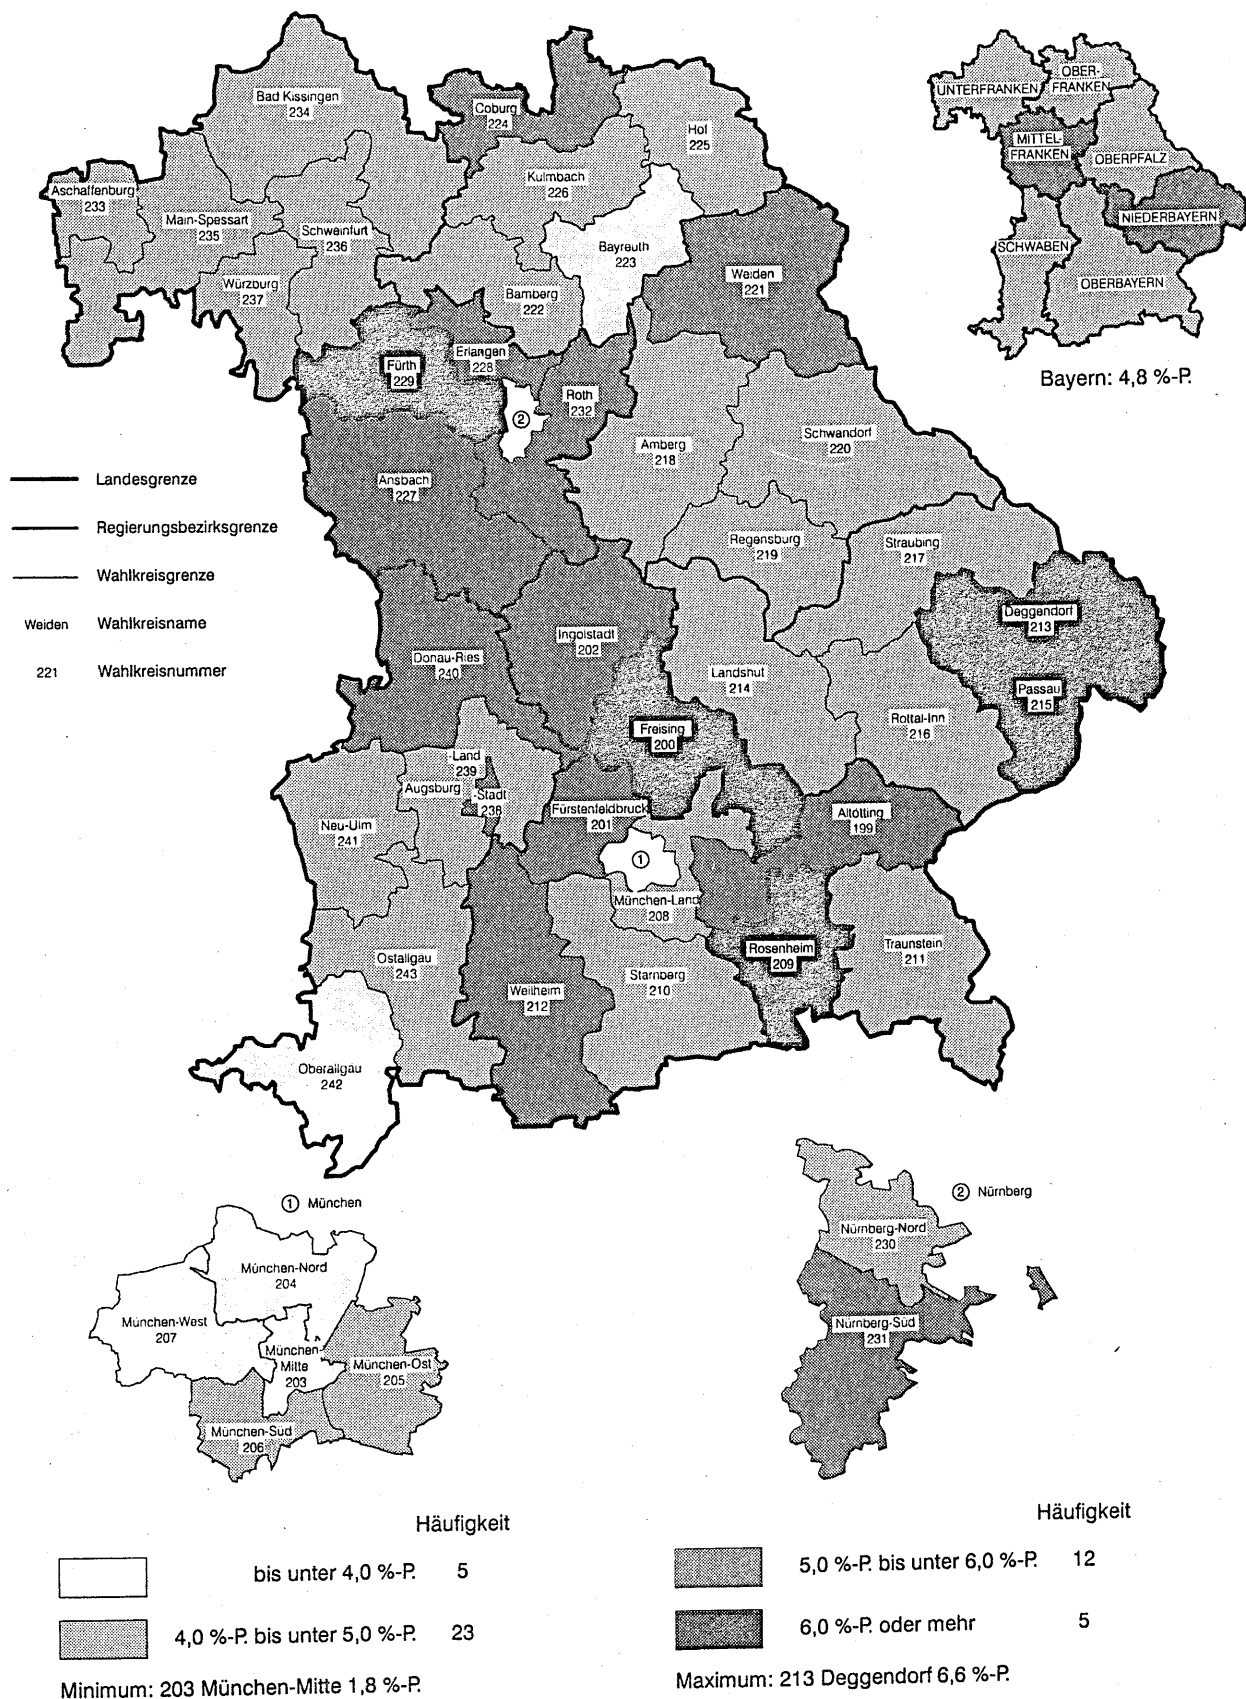 Bad Kissingen
234
Coburg
224
Hof
225
Kulmbach
226
Aschaffenburg
233
Main-Spessart
235
Schweinfurt
236
Bayreuth
223
Würzburg
237
Bamberg
222
Weiden
221
Fürth
229
Erlangen
228
Roth
232
②
Amberg
218
Schwandorf
220
Ansbach
227
Regensburg
219
Straubing
217
Deggendorf
213
Ingolstadt
202
Donau-Ries
240
Landshut
214
Passau
215
Rottal-Inn
216
Freising
200
-Land
239
Augsburg
-Stadt
238
Fürstenfeldbruck
201
Altötting
199
Neu-Ulm
241
①
München-Land
208
Ostallgäu
243
Rosenheim
209
Traunstein
211
Starnberg
210
Weilheim
212
Oberallgäu
242
UNTERFRANKEN
OBER-
FRANKEN
MITTEL-
FRANKEN
OBERPFALZ
NIEDERBAYERN
SCHWABEN
OBERBAYERN
Bayern: 4,8 %-P.
Landesgrenze
Regierungsbezirksgrenze
Wahlkreisgrenze
Weiden Wahlkreisname
221 Wahlkreisnummer
① München
München-Nord
204
München-West
207
München-
Mitte
203
München-Ost
205
München-Süd
206
② Nürnberg
Nürnberg-Nord
230
Nürnberg-Süd
231
Häufigkeit
bis unter 4,0 %-P. 5
4,0 %-P. bis unter 5,0 %-P. 23
Minimum: 203 München-Mitte 1,8 %-P.
Häufigkeit
5,0 %-P. bis unter 6,0 %-P. 12
6,0 %-P. oder mehr 5
Maximum: 213 Deggendorf 6,6 %-P.